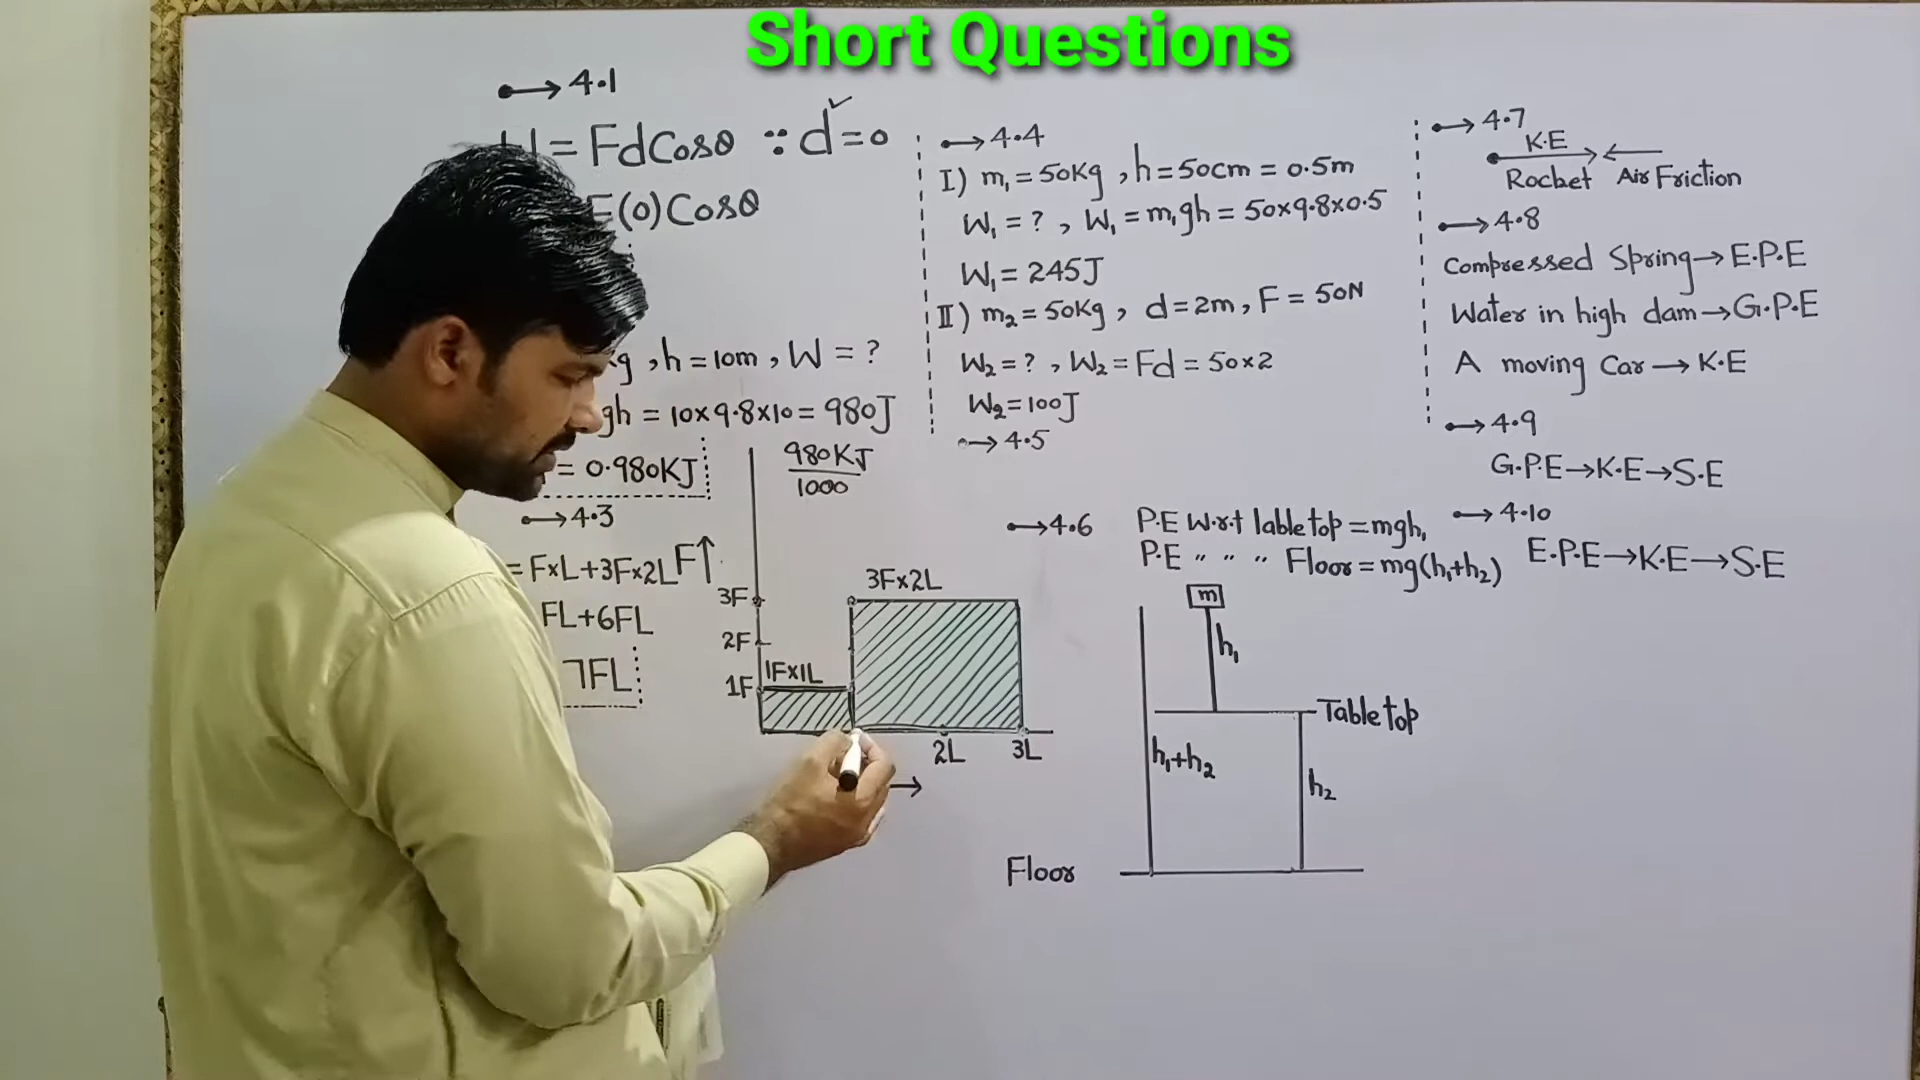 Short Questions
4.1
= FdCosθ ∵ d = 0
F(0)Cosθ
g , h = 10m , W = ?
gh = 10×9.8×10 = 980J
= 0.980KJ
980KJ
1000
4.3
= F×L+3F×2L
FL+6FL
7FL
F↑
3F
2F
1F
1F×1L
3F×2L
2L
3L
→
4.4
I) m₁ = 50Kg , h = 50cm = 0.5m
W₁ = ? , W₁ = m₁gh = 50×9.8×0.5
W₁ = 245J
II) m₂ = 50Kg , d = 2m , F = 50N
W₂ = ? , W₂ = Fd = 50×2
W₂ = 100J
4.5
4.6
P.E W.r.t lable top = mgh₁
P.E " " " Floor = mg(h₁+h₂)
m
h₁
Table top
h₁+h₂
h₂
Floor
4.7
K.E
Rocket Air Friction
4.8
Compressed Spring → E.P.E
Water in high dam → G.P.E
A moving Car → K.E
4.9
G.P.E → K.E → S.E
4.10
E.P.E → K.E → S.E